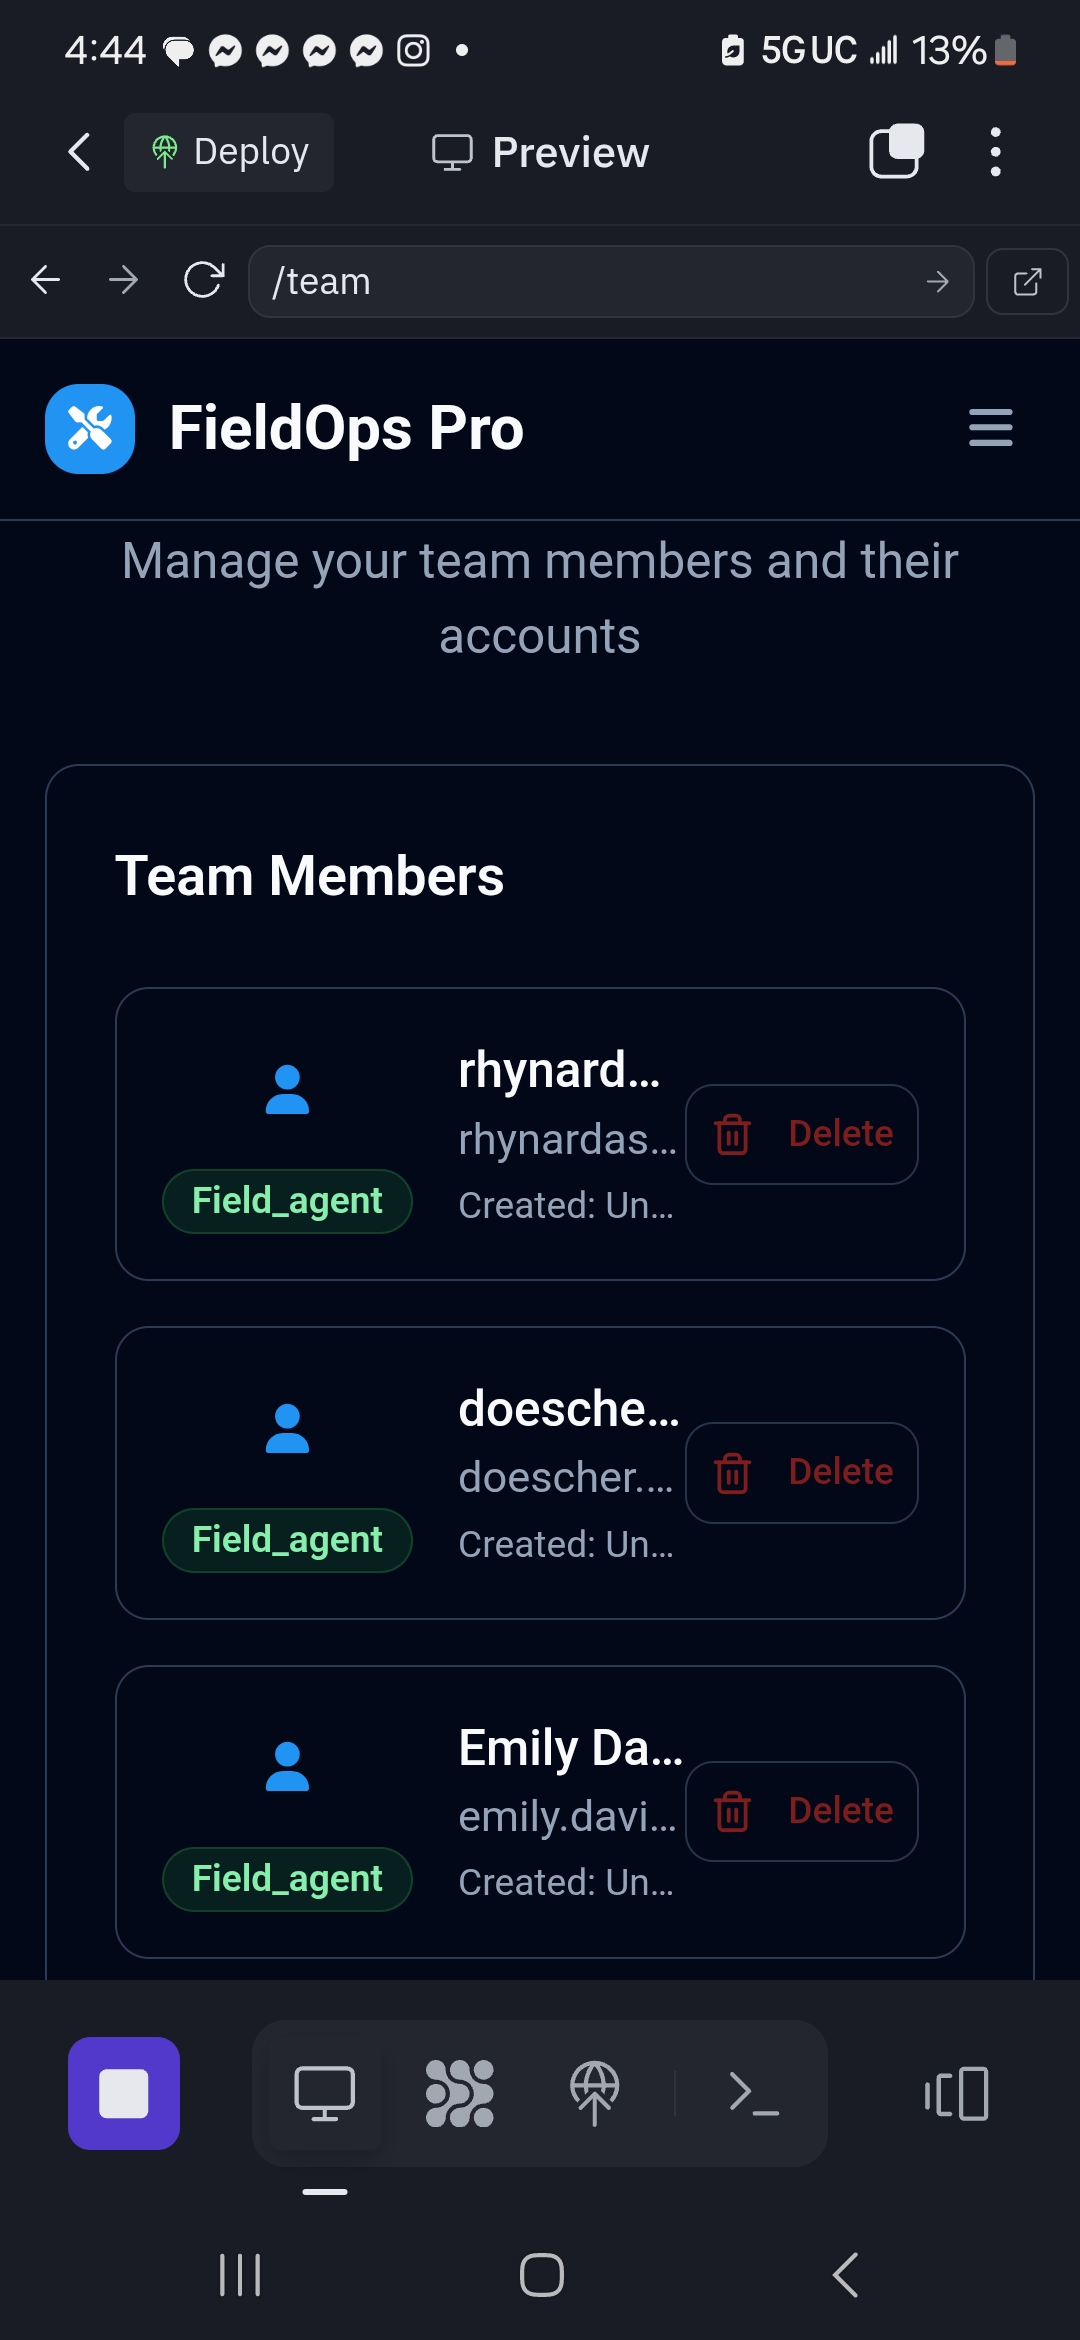 4:44
5G UC 13%
Deploy
Preview
/team
FieldOps Pro
Manage your team members and their
accounts
Team Members
rhynard...
rhynardas...
Created: Un...
Field_agent
Delete
doesche...
doescher....
Created: Un...
Field_agent
Delete
Emily Da...
emily.davi...
Created: Un...
Field_agent
Delete